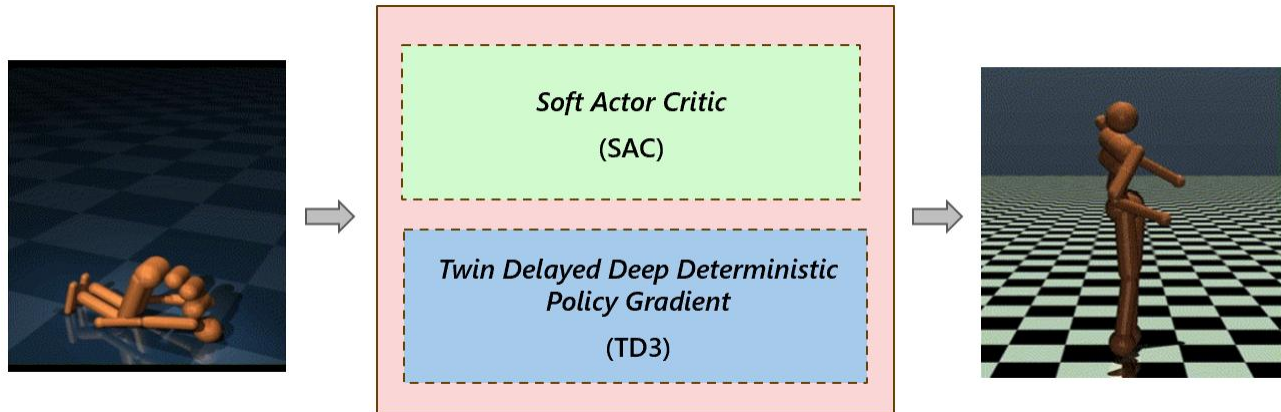 Soft Actor Critic
(SAC)
Twin Delayed Deep Deterministic
Policy Gradient
(TD3)